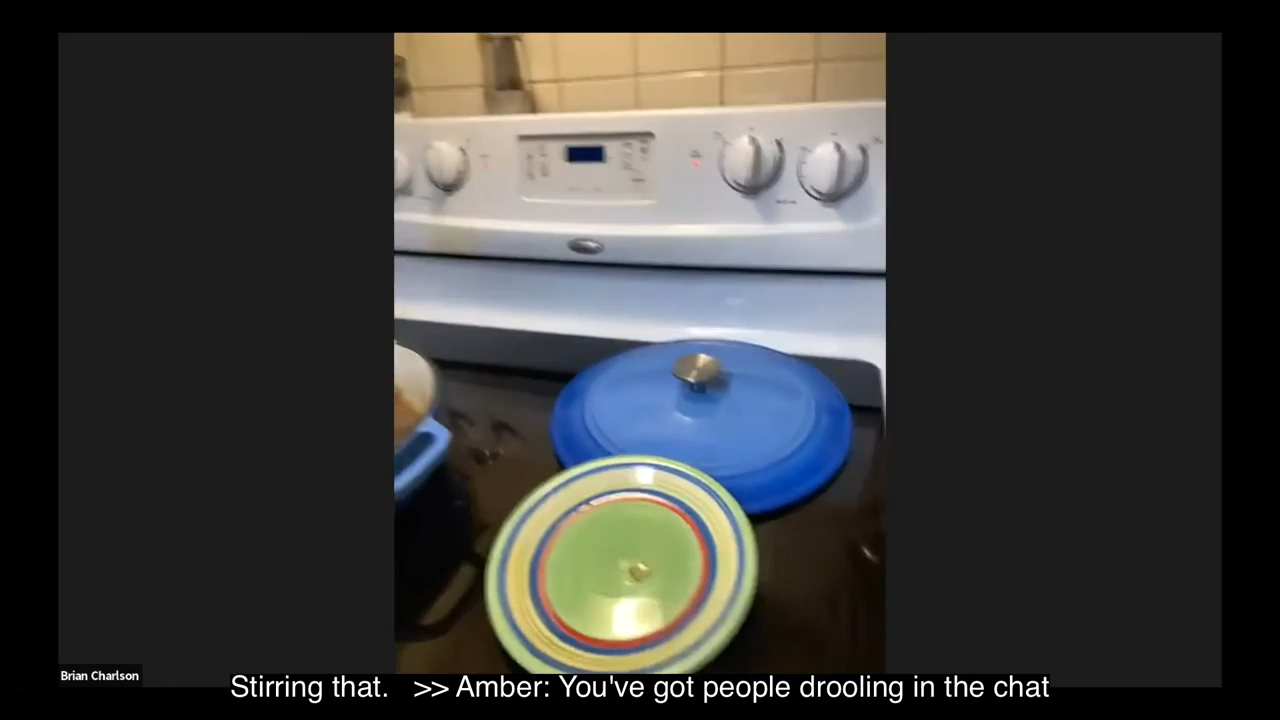 Brian Charlson
Stirring that. >> Amber: You've got people drooling in the chat